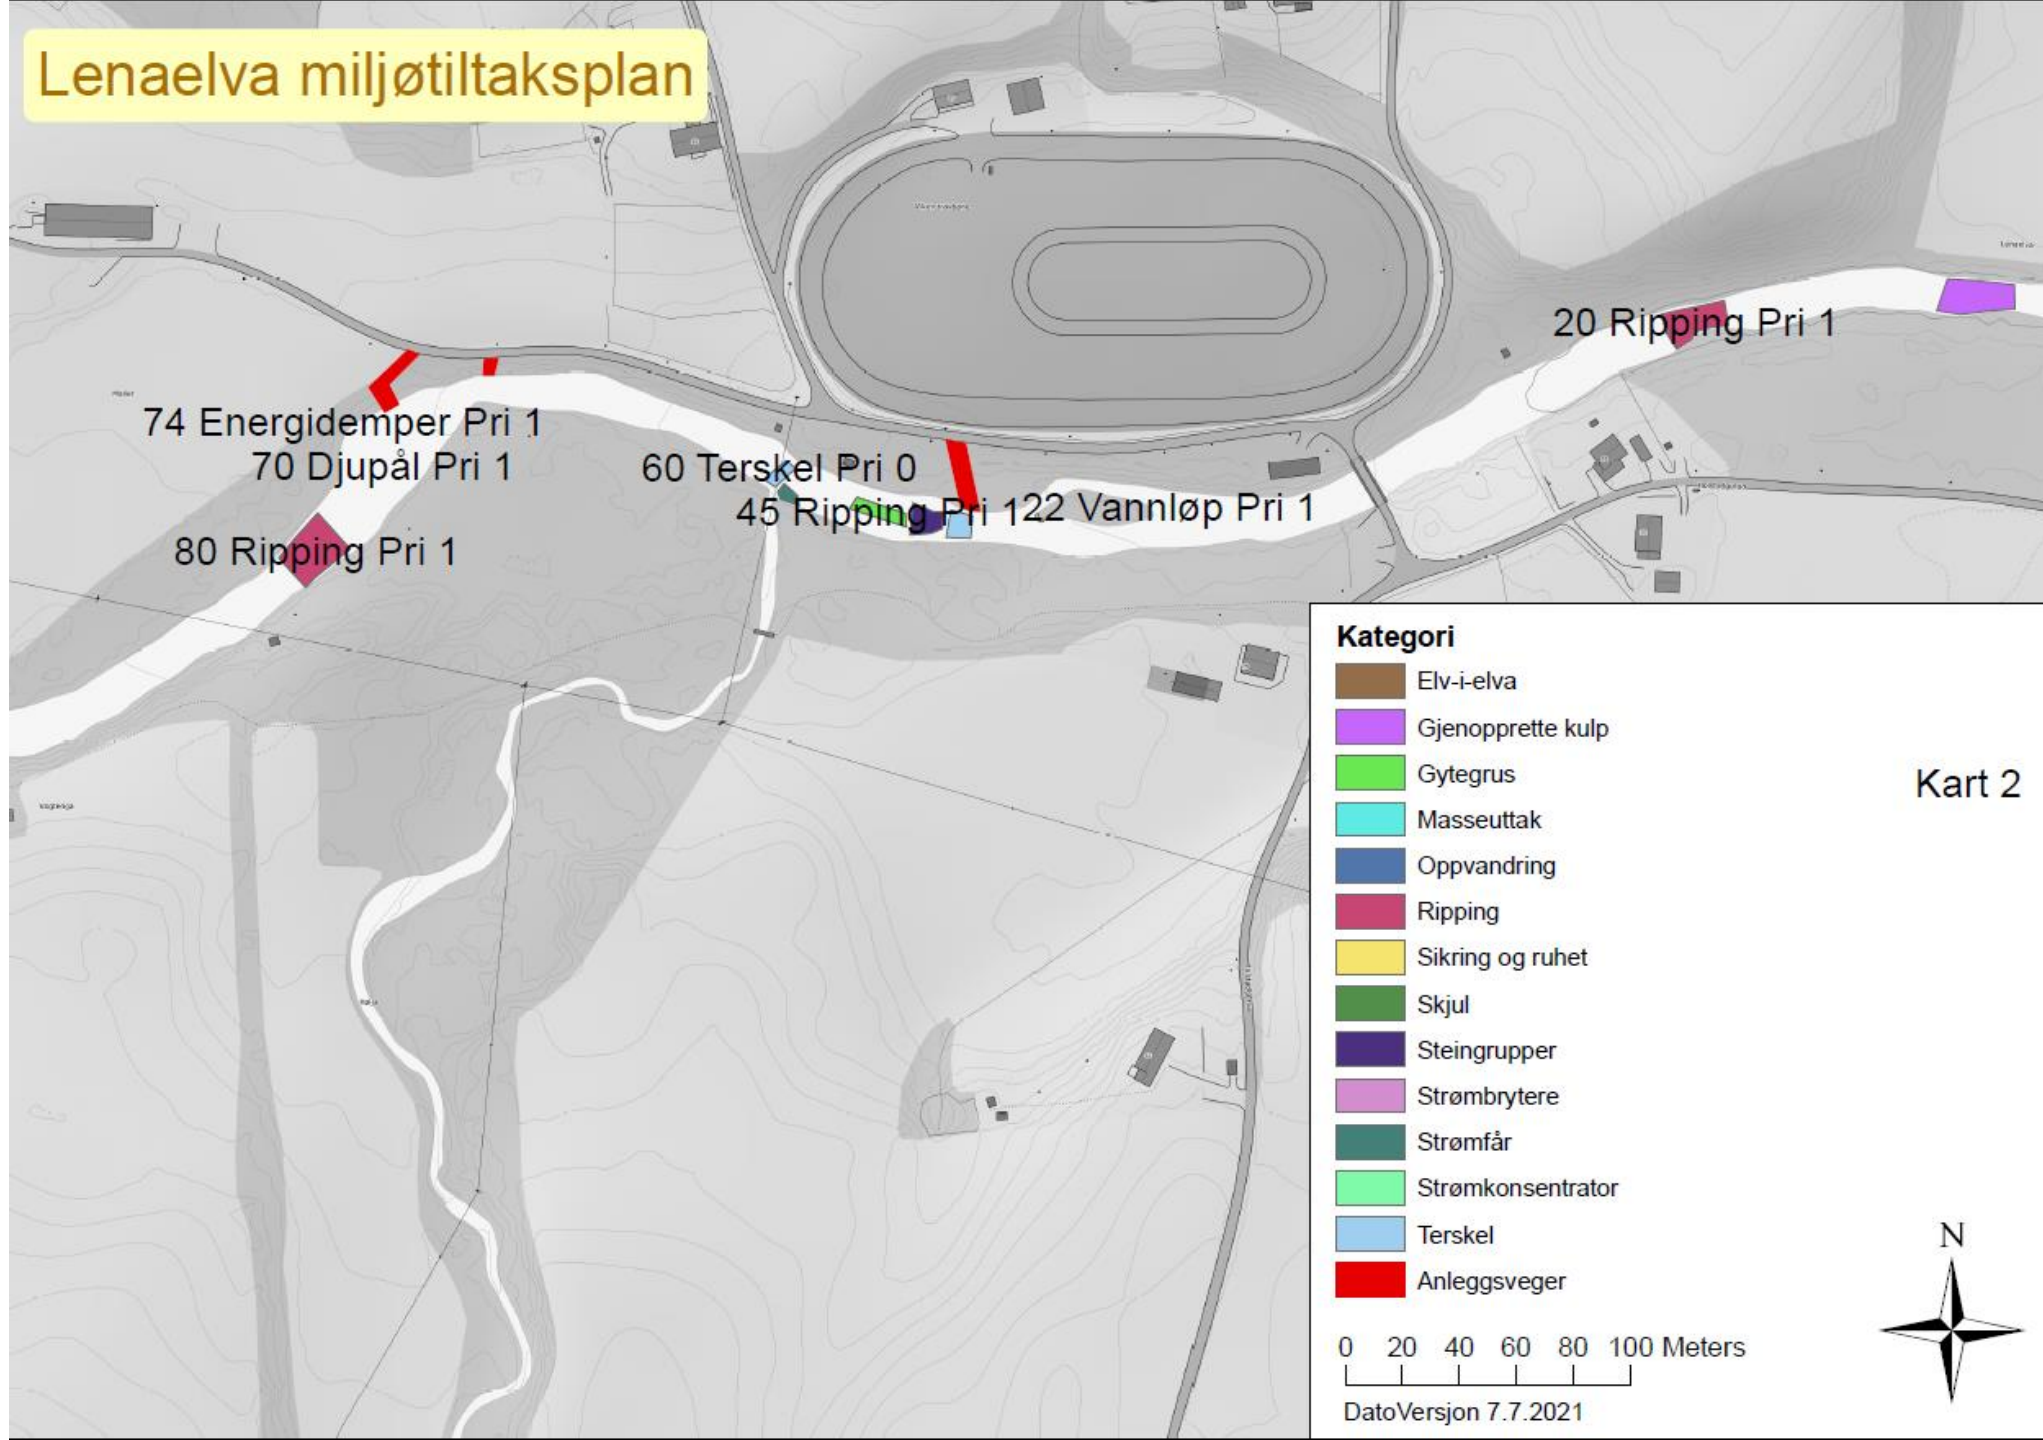 Lenaelva miljøtiltaksplan
20 Ripping Pri 1
74 Energidemper Pri 1
70 Djupål Pri 1
60 Terskel Pri 0
45 Ripping Pri 1
22 Vannløp Pri 1
80 Ripping Pri 1
Kategori
Elv-i-elva
Gjenopprette kulp
Gytegrus
Masseuttak
Oppvandring
Ripping
Sikring og ruhet
Skjul
Steingrupper
Strømbrytere
Strømfår
Strømkonsentrator
Terskel
Anleggsveger
Kart 2
N
0 20 40 60 80 100 Meters
DatoVersjon 7.7.2021